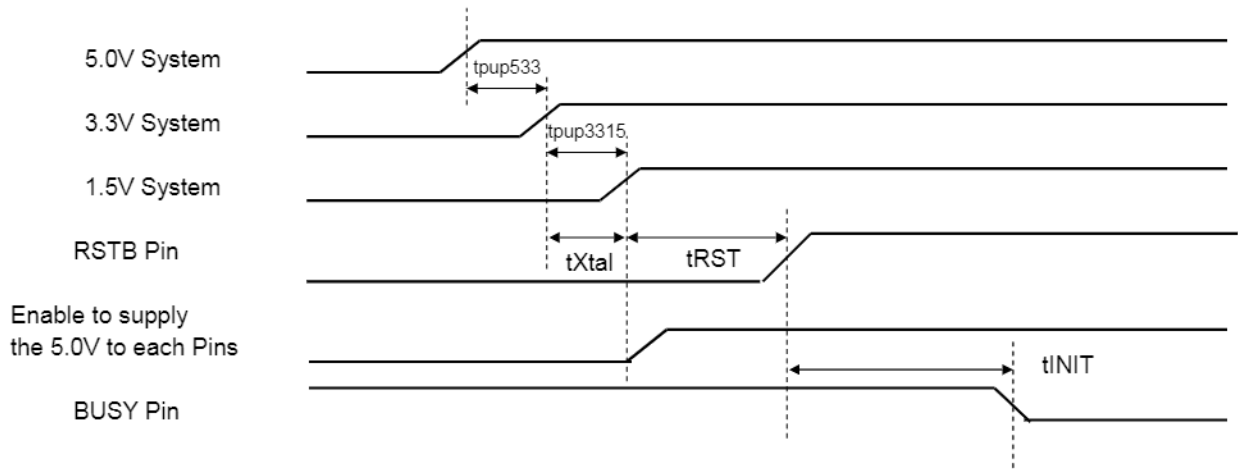 5.0V System
tpup533
3.3V System
tpup3315
1.5V System
RSTB Pin
tXtal
tRST
Enable to supply
the 5.0V to each Pins
tINIT
BUSY Pin